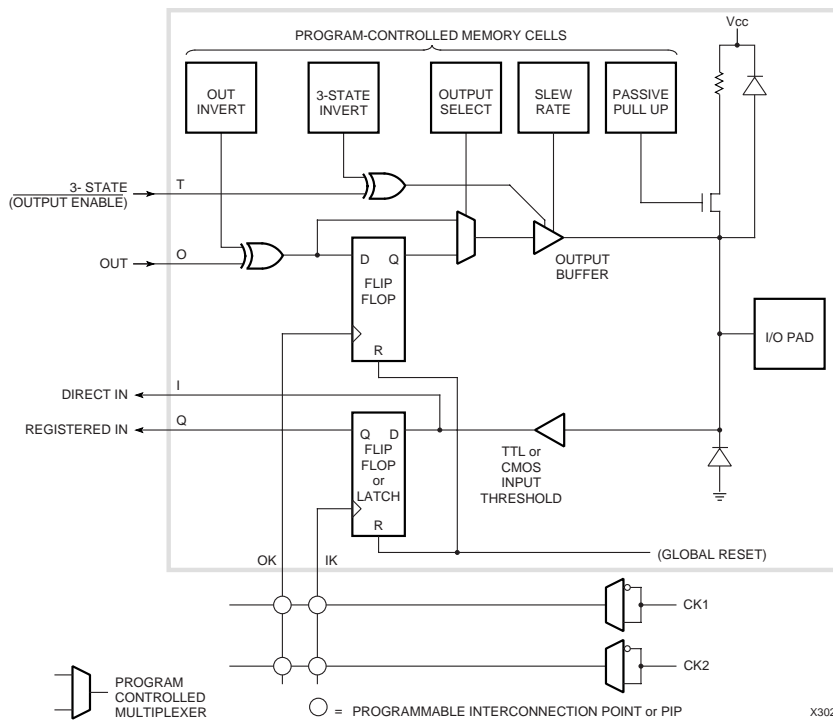 Vcc
PROGRAM-CONTROLLED MEMORY CELLS
OUT
INVERT
3-STATE
INVERT
OUTPUT
SELECT
SLEW
RATE
PASSIVE
PULL UP
3- STATE
(OUTPUT ENABLE)
T
OUT
O
D
Q
FLIP
FLOP
R
OUTPUT
BUFFER
I/O PAD
DIRECT IN
I
REGISTERED IN
Q
Q
D
FLIP
FLOP
or
LATCH
R
TTL or
CMOS
INPUT
THRESHOLD
OK
IK
(GLOBAL RESET)
CK1
CK2
PROGRAM
CONTROLLED
MULTIPLEXER
= PROGRAMMABLE INTERCONNECTION POINT or PIP
X302